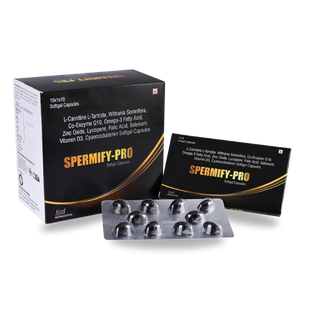 10x1x10
Softgel Capsules
L-Carnitine L-Tartrate, Withania Somnifera,
Co-Enzyme Q10, Omega-3 Fatty Acid,
Zinc Oxide, Lycopene, Folic Acid, Selenium,
Vitamin D3, Cyanocobalamin Softgel Capsules
SPERMIFY-PRO
Softgel Capsules
Softgel Capsules
L-Carnitine L-Tartrate, Withania Somnifera, Co-Enzyme Q10,
Omega-3 Fatty Acid, Zinc Oxide, Lycopene, Folic Acid, Selenium,
Vitamin D3, Cyanocobalamin Softgel Capsules
SPERMIFY-PRO
Softgel Capsules